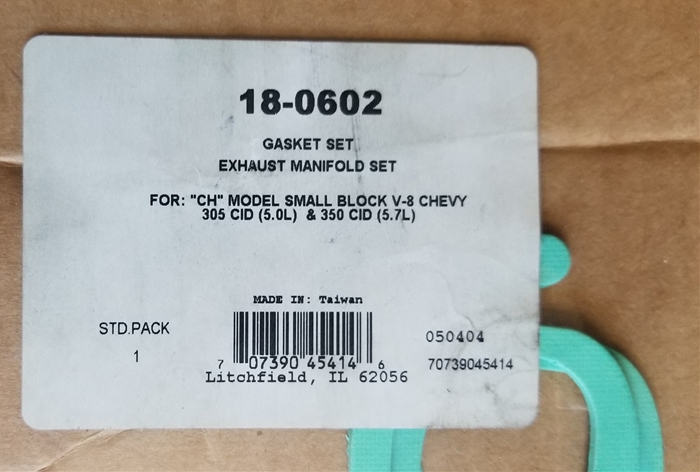 18-0602
GASKET SET
EXHAUST MANIFOLD SET
FOR: "CH" MODEL SMALL BLOCK V-8 CHEVY
305 CID (5.0L) & 350 CID (5.7L)
MADE IN: Taiwan
STD.PACK
1
7 07390 45414 6
Litchfield, IL 62056
050404
70739045414